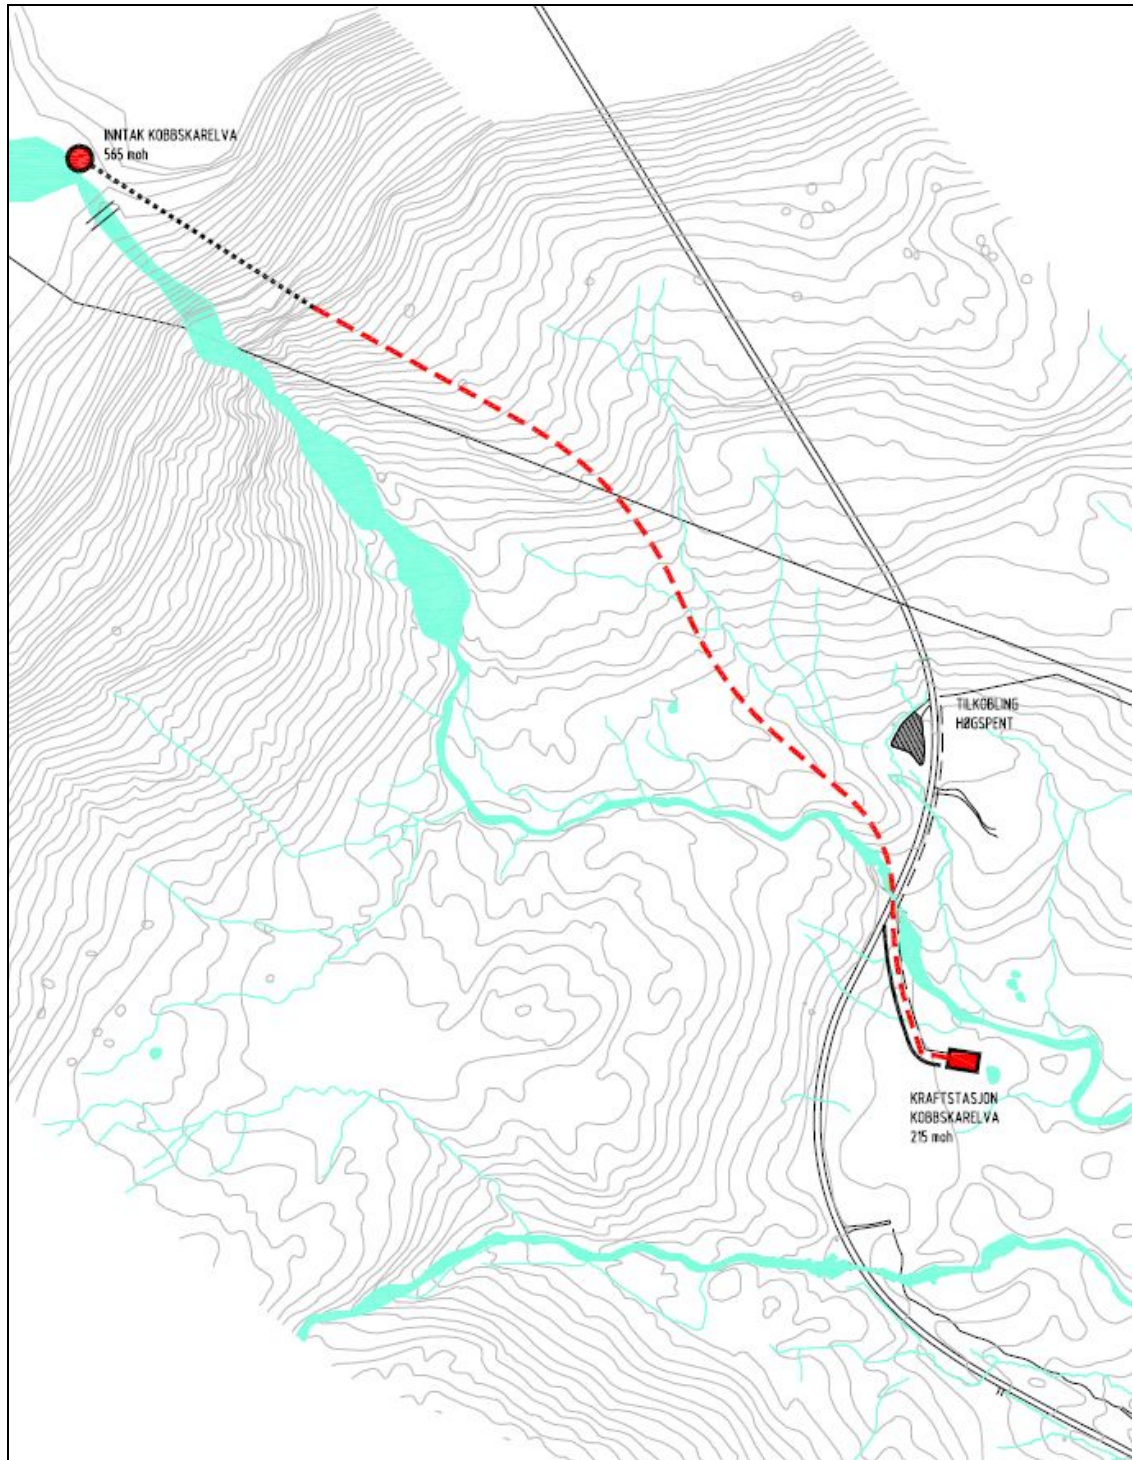 INNTAK KOBBSKARELVA
565 moh
TILKOBLING
HØGSPENT
KRAFTSTASJON
KOBBSKARELVA
215 moh